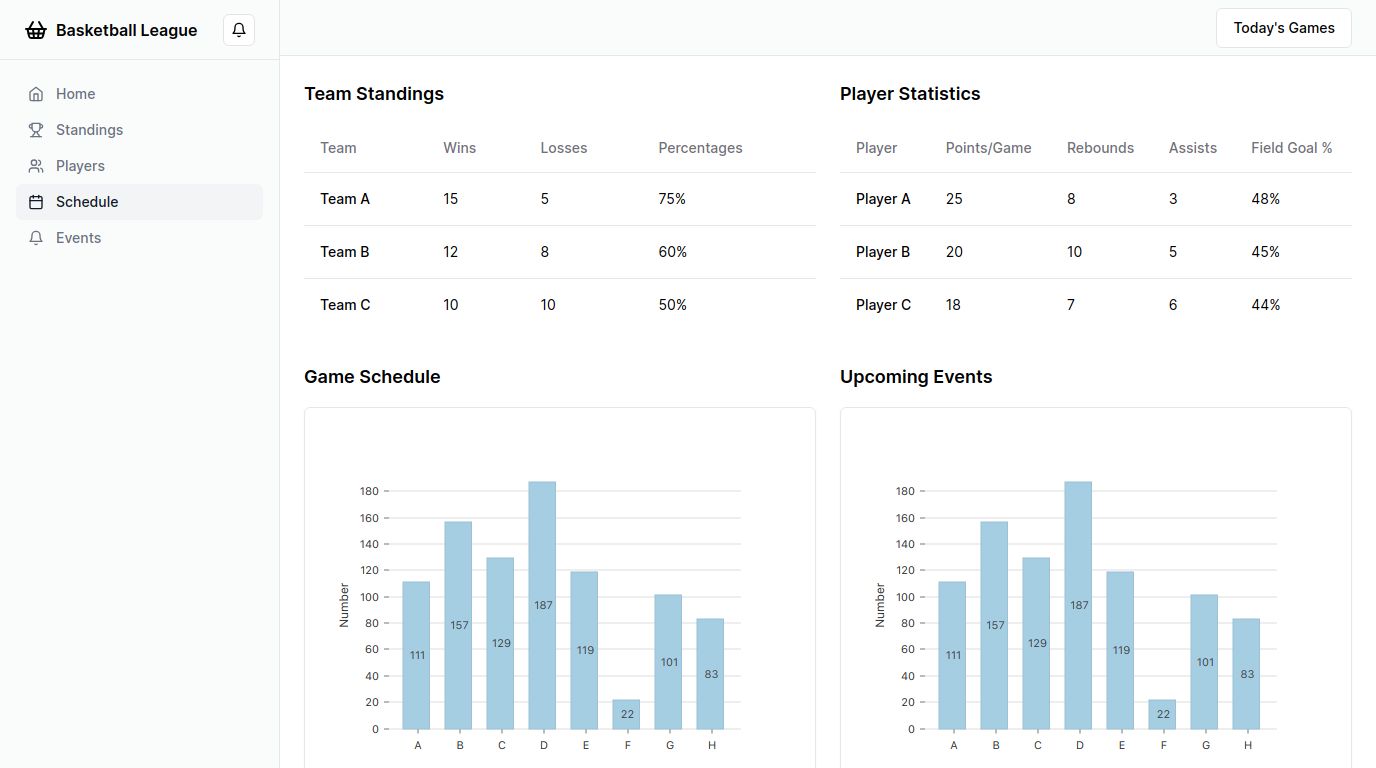 Basketball League
Today's Games
Home
Standings
Players
Schedule
Events
Team Standings
Team Wins Losses Percentages
Team A 15 5 75%
Team B 12 8 60%
Team C 10 10 50%
Player Statistics
Player Points/Game Rebounds Assists Field Goal %
Player A 25 8 3 48%
Player B 20 10 5 45%
Player C 18 7 6 44%
Game Schedule
Number
180
160
140
120
100
80
60
40
20
0
111 157 129 187 119 22 101 83
A B C D E F G H
Upcoming Events
Number
180
160
140
120
100
80
60
40
20
0
111 157 129 187 119 22 101 83
A B C D E F G H